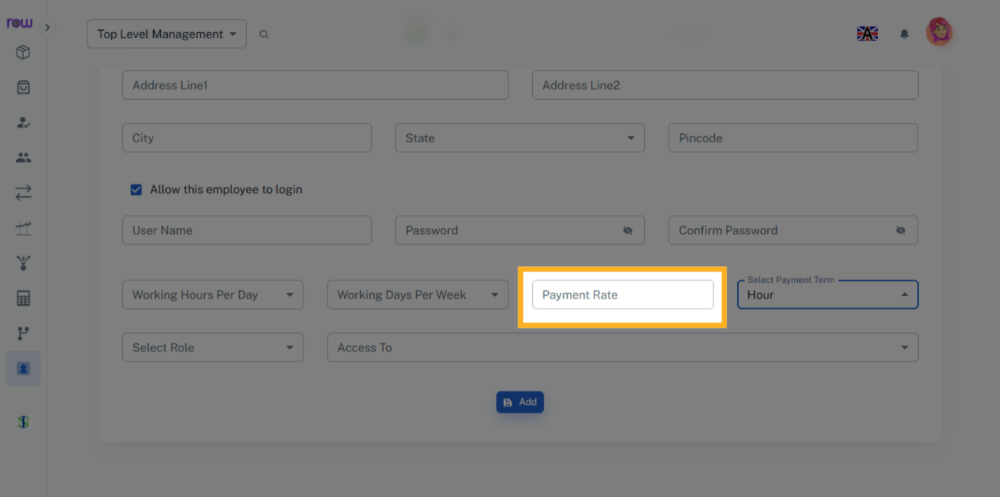 row
Top Level Management
A
Address Line1 Address Line2
City State Pincode
Allow this employee to login
User Name Password Confirm Password
Select Payment Term
Working Hours Per Day Working Days Per Week Payment Rate Hour
Select Role Access To
Add